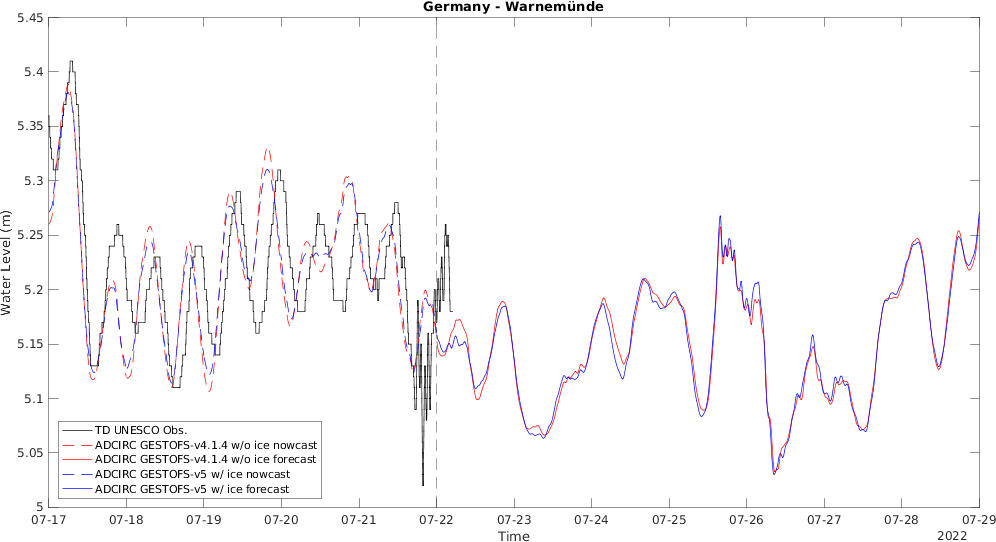 Germany - Warnemünde
5.45
5.4
5.35
5.3
5.25
5.2
5.15
5.1
5.05
5
Water Level (m)
TD UNESCO Obs.
ADCIRC GESTOFS-v4.1.4 w/o ice nowcast
ADCIRC GESTOFS-v4.1.4 w/o ice forecast
ADCIRC GESTOFS-v5 w/ ice nowcast
ADCIRC GESTOFS-v5 w/ ice forecast
07-17 07-18 07-19 07-20 07-21 07-22 07-23 07-24 07-25 07-26 07-27 07-28 07-29
Time
2022